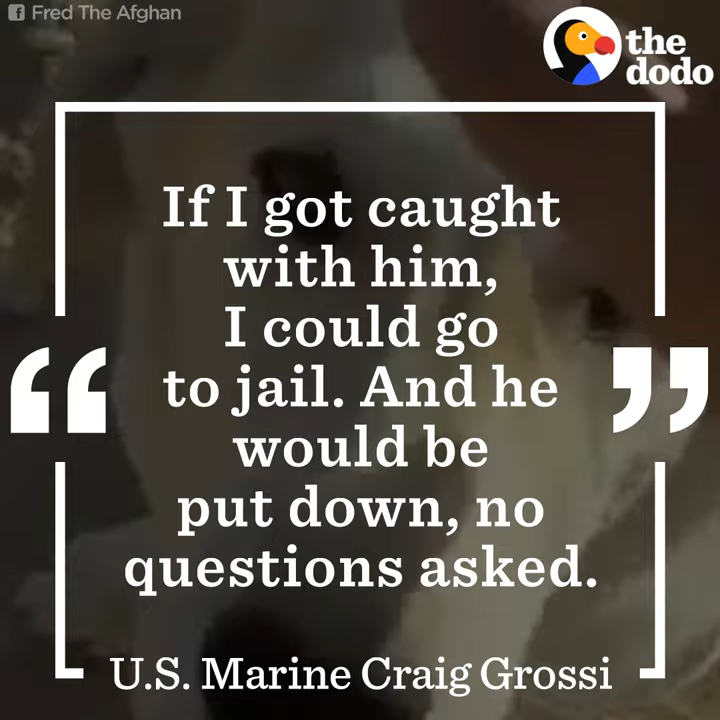 Fred The Afghan
the
dodo
If I got caught
with him,
I could go
to jail. And he
would be
put down, no
questions asked.
U.S. Marine Craig Grossi